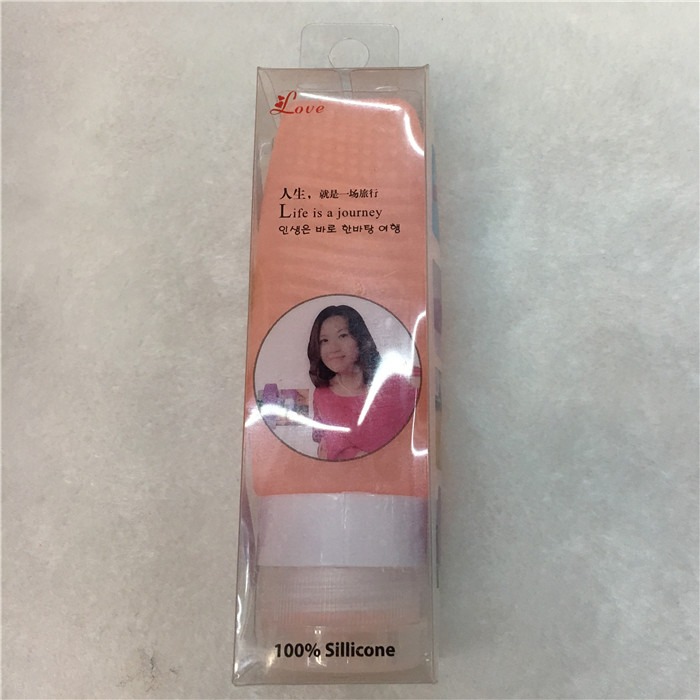 Love
人生，就是一场旅行
Life is a journey
인생은 바로 한바탕 여행
100% Sillicone